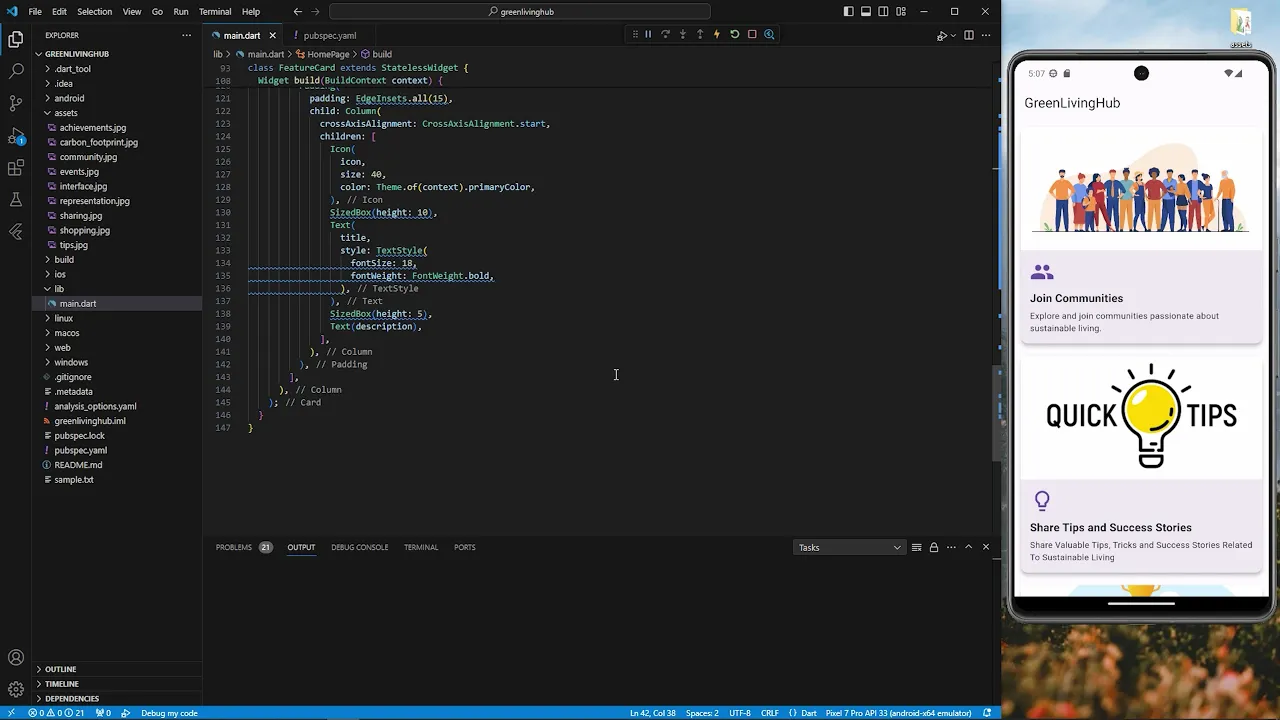 File Edit Selection View Go Run Terminal Help
greenlivinghub
EXPLORER
GREENLIVINGHUB
.dart_tool
.idea
android
assets
achievements.jpg
carbon_footprint.jpg
community.jpg
events.jpg
interface.jpg
representation.jpg
sharing.jpg
shopping.jpg
tips.jpg
build
ios
lib
main.dart
linux
macos
web
windows
.gitignore
.metadata
analysis_options.yaml
greenlivinghub.iml
pubspec.lock
pubspec.yaml
README.md
sample.txt
OUTLINE
TIMELINE
DEPENDENCIES
main.dart
pubspec.yaml
lib > main.dart > HomePage > build
93 class FeatureCard extends StatelessWidget {
108 Widget build(BuildContext context) {
121 padding: EdgeInsets.all(15),
122 child: Column(
123 crossAxisAlignment: CrossAxisAlignment.start,
124 children: [
125 Icon(
126 icon,
127 size: 40,
128 color: Theme.of(context).primaryColor,
129 ), // Icon
130 SizedBox(height: 10),
131 Text(
132 title,
133 style: TextStyle(
134 fontSize: 18,
135 fontWeight: FontWeight.bold,
136 ), // TextStyle
137 ), // Text
138 SizedBox(height: 5),
139 Text(description),
140 ],
141 ), // Column
142 ), // Padding
143 ],
144 ), // Column
145 ); // Card
146 }
147 }
PROBLEMS 21 OUTPUT DEBUG CONSOLE TERMINAL PORTS
Tasks
0 0 21 0 Debug my code
Ln 42, Col 38 Spaces: 2 UTF-8 CRLF {} Dart Pixel 7 Pro API 33 (android-x64 emulator)
assets
5:07
GreenLivingHub
Join Communities
Explore and join communities passionate about
sustainable living.
QUICK TIPS
Share Tips and Success Stories
Share Valuable Tips, Tricks and Success Stories Related
To Sustainable Living